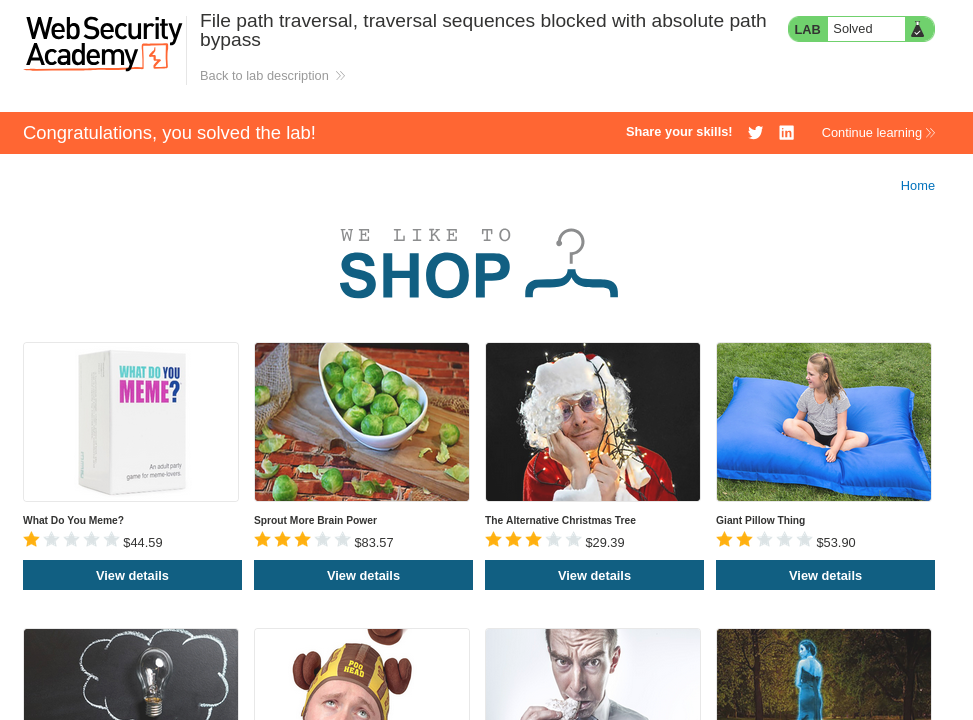 Web Security
Academy
File path traversal, traversal sequences blocked with absolute path
bypass
Back to lab description
LAB
Solved
Congratulations, you solved the lab!
Share your skills!
Continue learning
Home
WE LIKE TO
SHOP
WHAT DO YOU
MEME?
An adult party
game for meme-lovers.
What Do You Meme?
$44.59
View details
Sprout More Brain Power
$83.57
View details
The Alternative Christmas Tree
$29.39
View details
Giant Pillow Thing
$53.90
View details
POO
HEAD